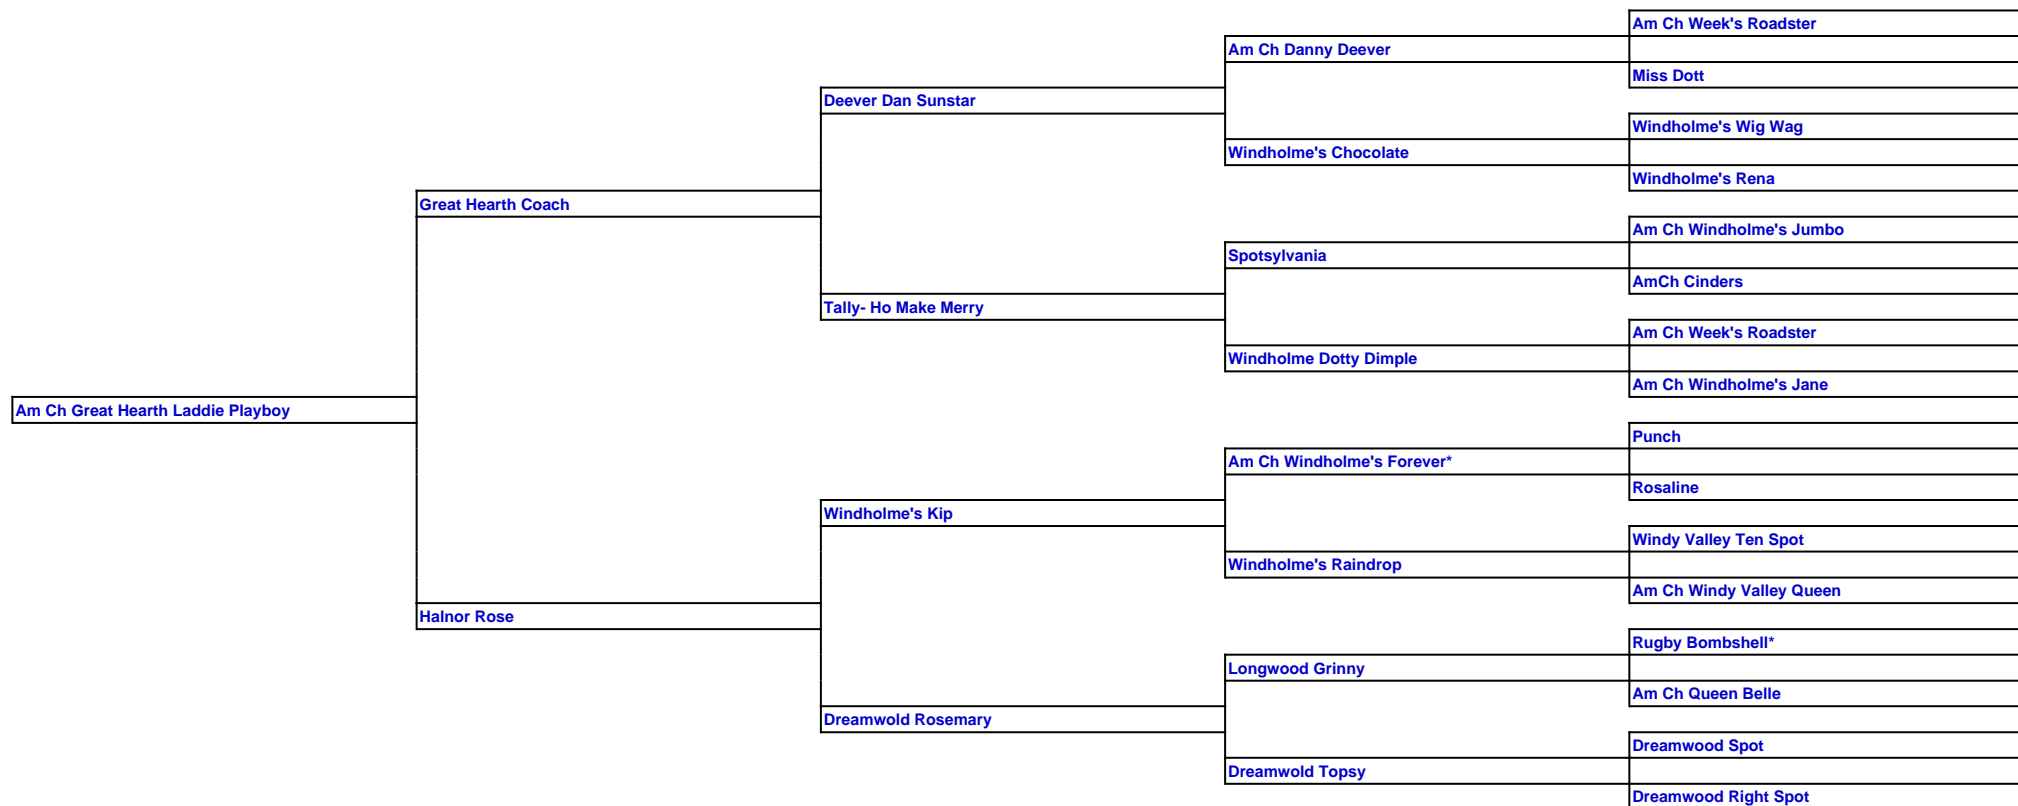 Am Ch Week's Roadster
Am Ch Danny Deever
Miss Dott
Deever Dan Sunstar
Windholme's Wig Wag
Windholme's Chocolate
Windholme's Rena
Great Hearth Coach
Am Ch Windholme's Jumbo
Spotsylvania
AmCh Cinders
Tally- Ho Make Merry
Am Ch Week's Roadster
Windholme Dotty Dimple
Am Ch Windholme's Jane
Am Ch Great Hearth Laddie Playboy
Punch
Am Ch Windholme's Forever*
Rosaline
Windholme's Kip
Windy Valley Ten Spot
Windholme's Raindrop
Am Ch Windy Valley Queen
Halnor Rose
Rugby Bombshell*
Longwood Grinny
Am Ch Queen Belle
Dreamwold Rosemary
Dreamwood Spot
Dreamwold Topsy
Dreamwood Right Spot